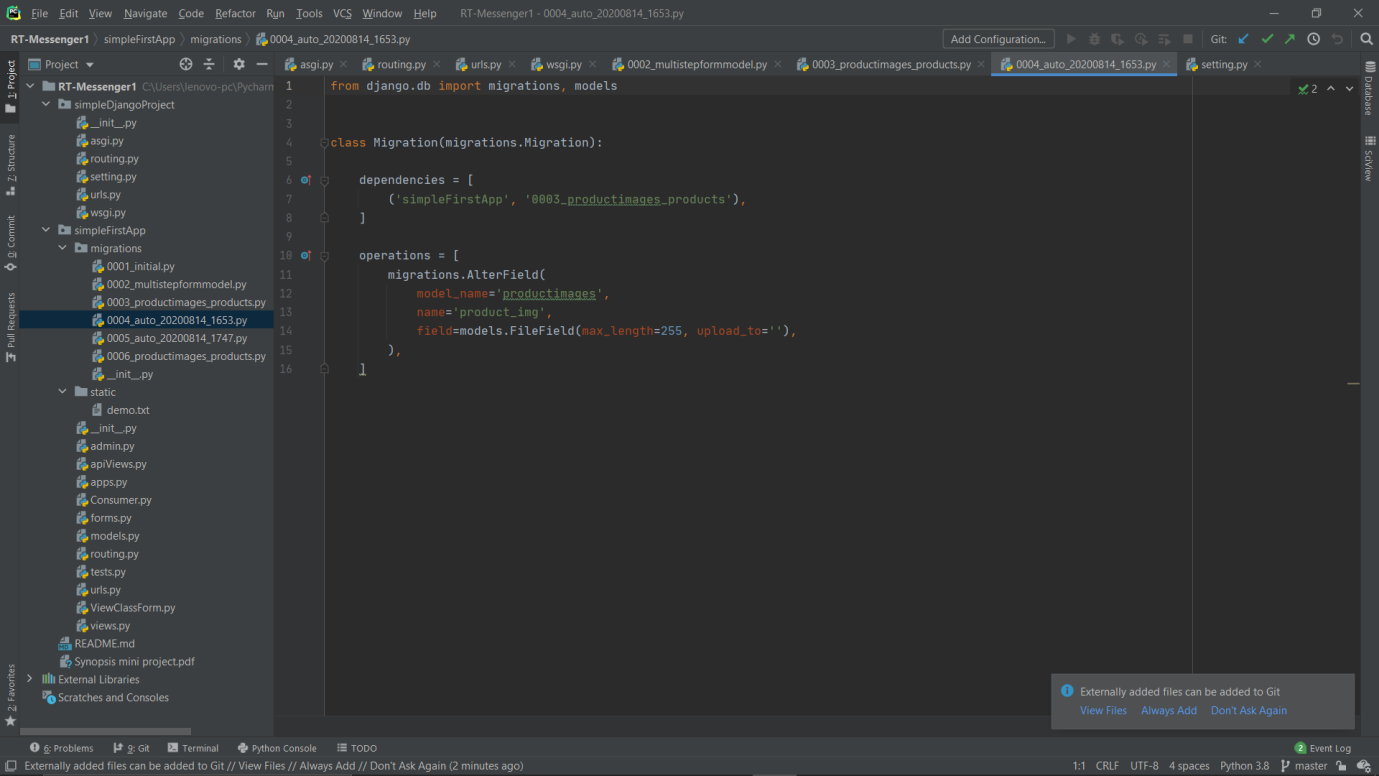 File Edit View Navigate Code Refactor Run Tools VCS Window Help RT-Messenger1 - 0004_auto_20200814_1653.py
RT-Messenger1 simpleFirstApp migrations 0004_auto_20200814_1653.py Add Configuration... Git:
Project asgi.py routing.py urls.py wsgi.py 0002_multistepformmodel.py 0003_productimages_products.py 0004_auto_20200814_1653.py setting.py
1: Project
7: Structure
0: Commit
Pull Requests
2: Favorites
RT-Messenger1 C:\Users\lenovo-pc\Pycharm
simpleDjangoProject
__init__.py
asgi.py
routing.py
setting.py
urls.py
wsgi.py
simpleFirstApp
migrations
0001_initial.py
0002_multistepformmodel.py
0003_productimages_products.py
0004_auto_20200814_1653.py
0005_auto_20200814_1747.py
0006_productimages_products.py
__init__.py
static
demo.txt
__init__.py
admin.py
apiViews.py
apps.py
Consumer.py
forms.py
models.py
routing.py
tests.py
urls.py
ViewClassForm.py
views.py
README.md
Synopsis mini project.pdf
External Libraries
Scratches and Consoles
1 from django.db import migrations, models
2
3
4 class Migration(migrations.Migration):
5
6 dependencies = [
7 ('simpleFirstApp', '0003_productimages_products'),
8 ]
9
10 operations = [
11 migrations.AlterField(
12 model_name='productimages',
13 name='product_img',
14 field=models.FileField(max_length=255, upload_to=''),
15 ),
16 ]
2
Database
SciView
Externally added files can be added to Git
View Files Always Add Don't Ask Again
6: Problems 9: Git Terminal Python Console TODO 2 Event Log
Externally added files can be added to Git // View Files // Always Add // Don't Ask Again (2 minutes ago) 1:1 CRLF UTF-8 4 spaces Python 3.8 master